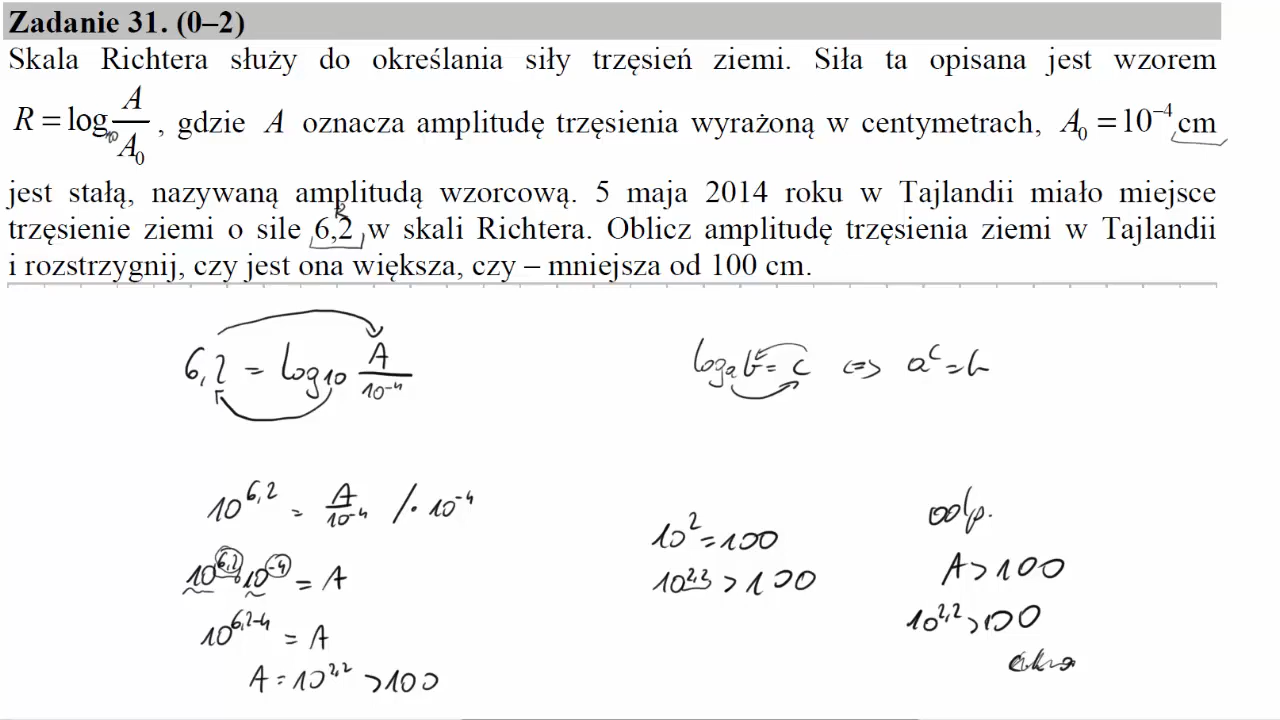 Zadanie 31. (0–2)
Skala Richtera służy do określania siły trzęsień ziemi. Siła ta opisana jest wzorem
R = log₁₀ A/A₀, gdzie A oznacza amplitudę trzęsienia wyrażoną w centymetrach, A₀ = 10⁻⁴ cm
jest stałą, nazywaną amplitudą wzorcową. 5 maja 2014 roku w Tajlandii miało miejsce
R
trzęsienie ziemi o sile 6,2 w skali Richtera. Oblicz amplitudę trzęsienia ziemi w Tajlandii
i rozstrzygnij, czy jest ona większa, czy – mniejsza od 100 cm.
6,2 = log₁₀ A/10⁻⁴
logₐb = c ⇔ aᶜ = b
10^6,2 = A/10⁻⁴ /· 10⁻⁴
10^6,2 · 10⁻⁴ = A
10^6,2-4 = A
A = 10^2,2 > 100
10² = 100
10^2,2 > 100
odp.
A > 100
10^2,2 > 100